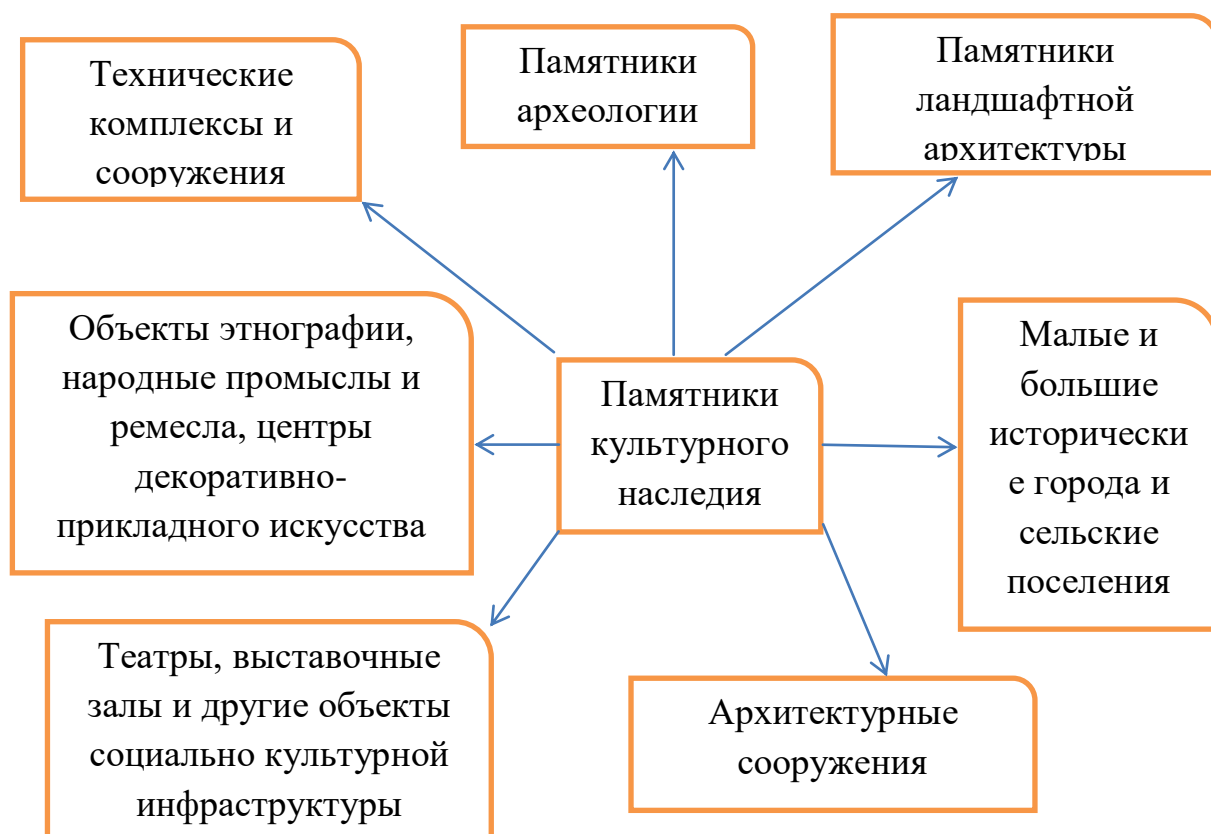 Технические
комплексы и
сооружения
Памятники
археологии
Памятники
ландшафтной
архитектуры
Объекты этнографии,
народные промыслы и
ремесла, центры
декоративно-
прикладного искусства
Памятники
культурного
наследия
Малые и
большие
исторически
е города и
сельские
поселения
Театры, выставочные
залы и другие объекты
социально культурной
инфраструктуры
Архитектурные
сооружения